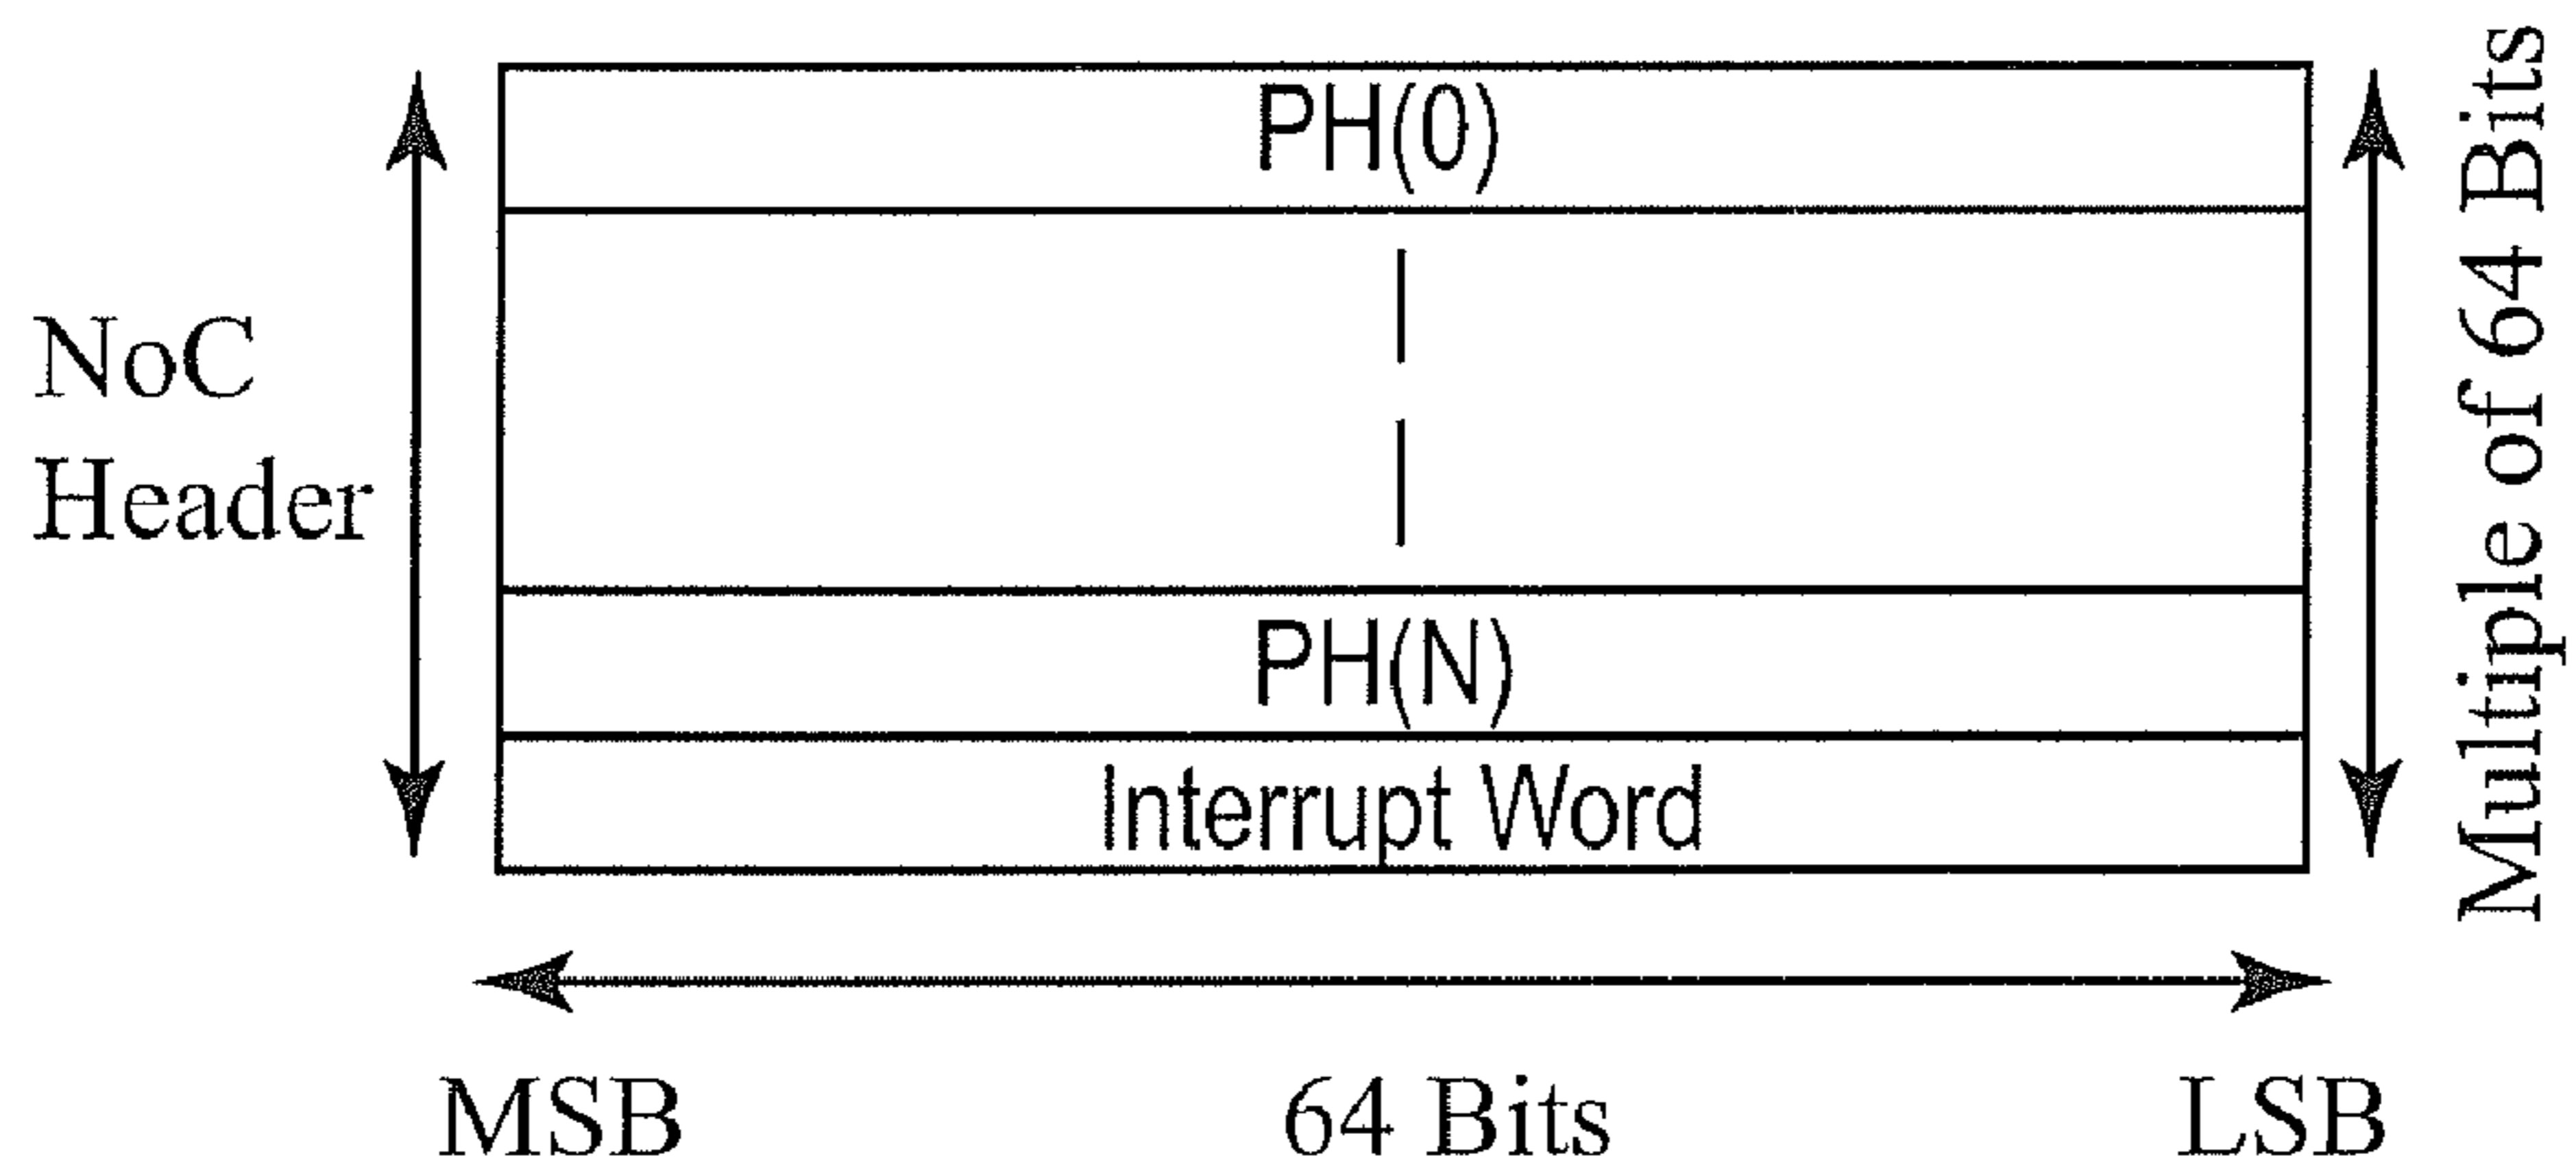 PH(0)
NoC
Header
PH(N)
Interrupt Word
Multiple of 64 Bits
MSB
64 Bits
LSB